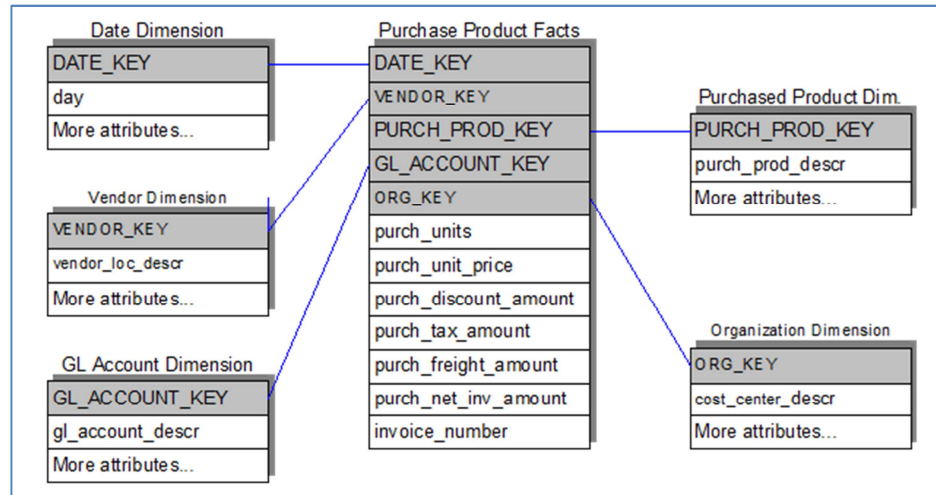 Date Dimension
DATE_KEY
day
More attributes...
Vendor Dimension
VENDOR_KEY
vendor_loc_descr
More attributes...
GL Account Dimension
GL_ACCOUNT_KEY
gl_account_descr
More attributes...
Purchase Product Facts
DATE_KEY
VENDOR_KEY
PURCH_PROD_KEY
GL_ACCOUNT_KEY
ORG_KEY
purch_units
purch_unit_price
purch_discount_amount
purch_tax_amount
purch_freight_amount
purch_net_inv_amount
invoice_number
Purchased Product Dim.
PURCH_PROD_KEY
purch_prod_descr
More attributes...
Organization Dimension
ORG_KEY
cost_center_descr
More attributes...